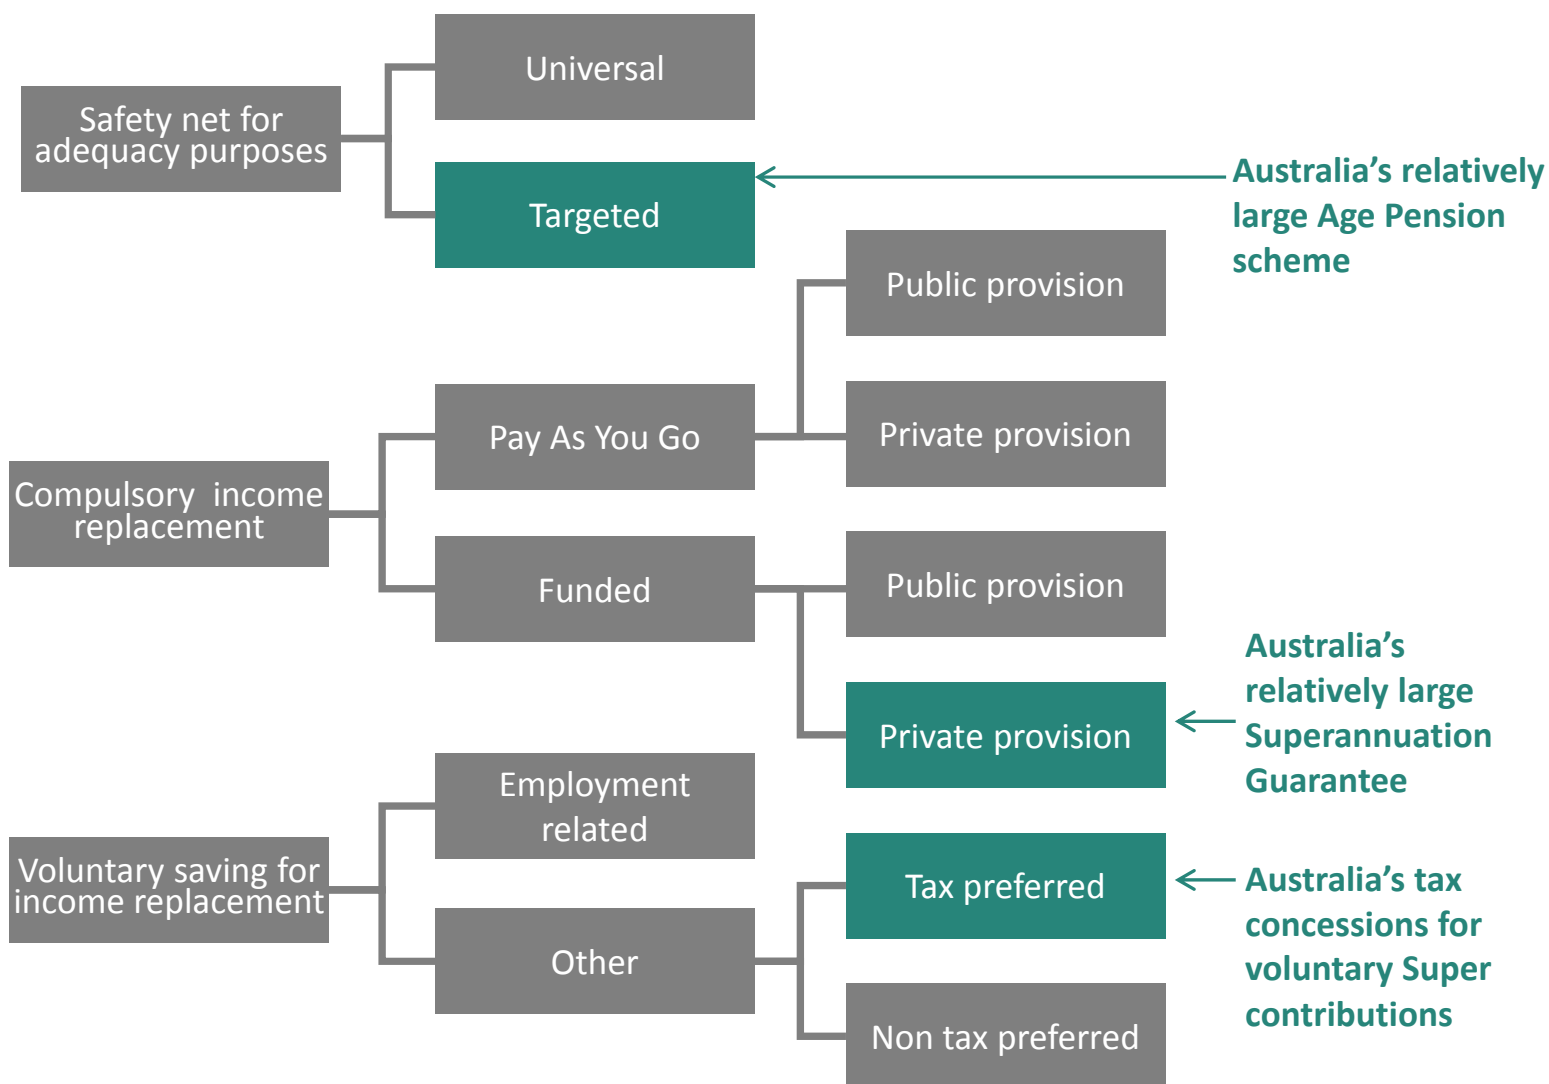 Universal
Safety net for
adequacy purposes
Targeted
Australia’s relatively
large Age Pension
scheme
Public provision
Pay As You Go
Private provision
Compulsory  income
replacement
Funded
Public provision
Private provision
Australia’s
relatively large
Superannuation
Guarantee
Employment
related
Voluntary saving for
income replacement
Other
Tax preferred
Non tax preferred
Australia’s tax
concessions for
voluntary Super
contributions